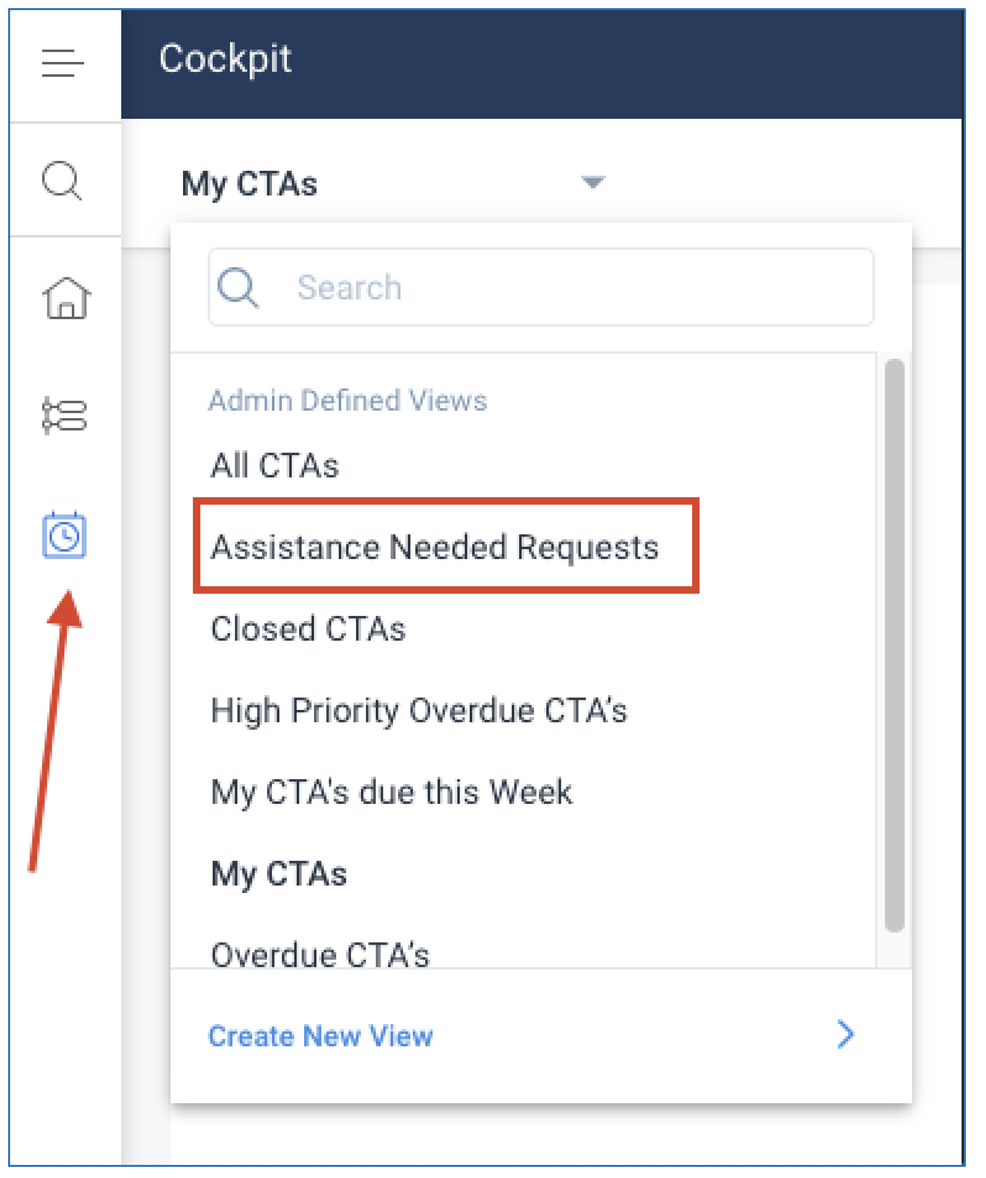 Cockpit
My CTAs
Search
Admin Defined Views
All CTAs
Assistance Needed Requests
Closed CTAs
High Priority Overdue CTA’s
My CTA's due this Week
My CTAs
Overdue CTA’s
Create New View